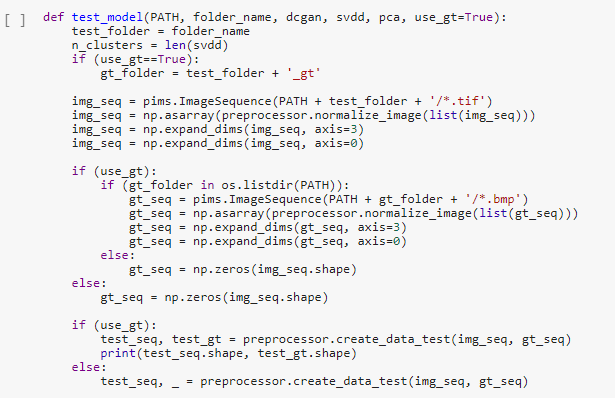 [ ] def test_model(PATH, folder_name, dcgan, svdd, pca, use_gt=True):
    test_folder = folder_name
    n_clusters = len(svdd)
    if (use_gt==True):
        gt_folder = test_folder + '_gt'

    img_seq = pims.ImageSequence(PATH + test_folder + '/*.tif')
    img_seq = np.asarray(preprocessor.normalize_image(list(img_seq)))
    img_seq = np.expand_dims(img_seq, axis=3)
    img_seq = np.expand_dims(img_seq, axis=0)

    if (use_gt):
        if (gt_folder in os.listdir(PATH)):
            gt_seq = pims.ImageSequence(PATH + gt_folder + '/*.bmp')
            gt_seq = np.asarray(preprocessor.normalize_image(list(gt_seq)))
            gt_seq = np.expand_dims(gt_seq, axis=3)
            gt_seq = np.expand_dims(gt_seq, axis=0)
        else:
            gt_seq = np.zeros(img_seq.shape)
    else:
        gt_seq = np.zeros(img_seq.shape)

    if (use_gt):
        test_seq, test_gt = preprocessor.create_data_test(img_seq, gt_seq)
        print(test_seq.shape, test_gt.shape)
    else:
        test_seq, _ = preprocessor.create_data_test(img_seq, gt_seq)